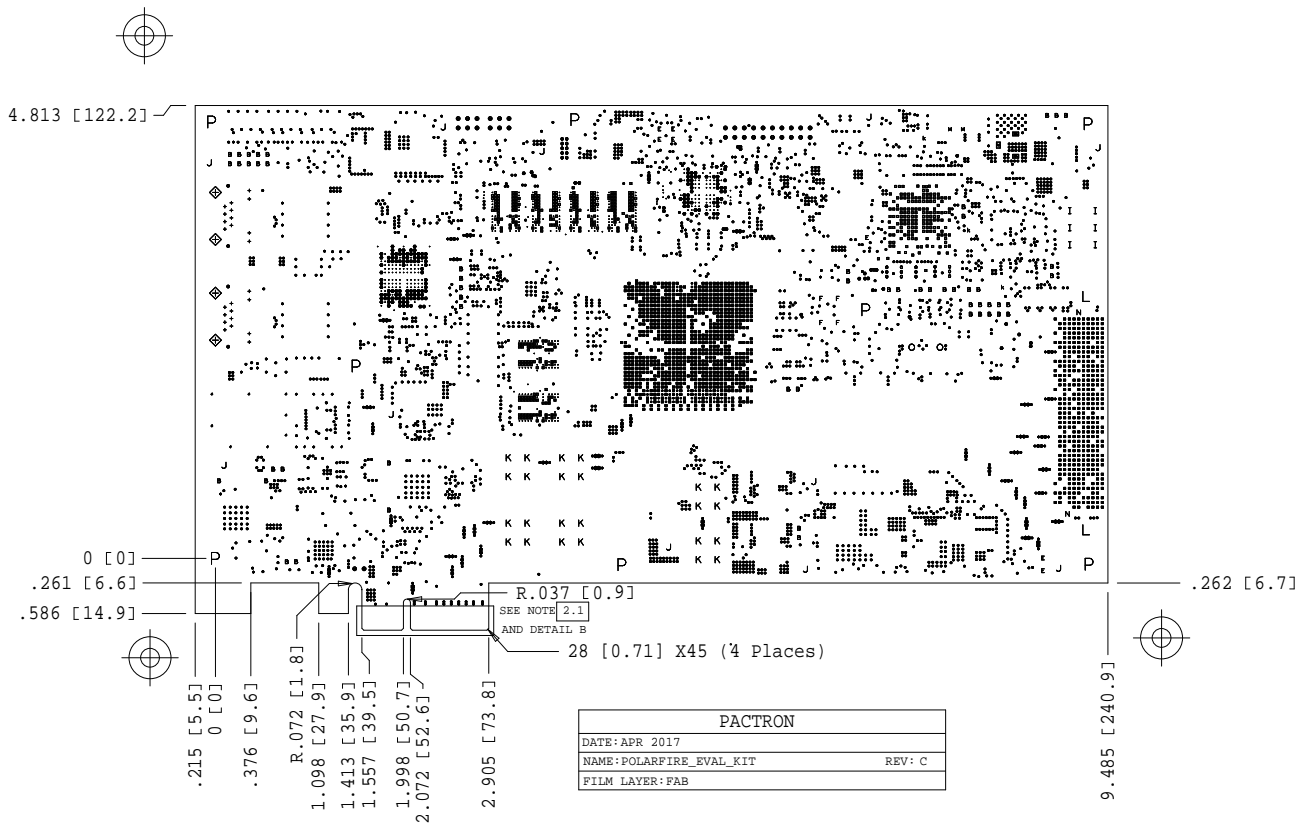 4.813 [122.2]
P
P
P
J
J
J
J
J
I I
I I
I I
L
N
F F
F F
P
P
J
N N
L
K K K K
K K K K
K K
K K
K K K K
K K K K
K K
K K
J
J
J
P
P
J
P
0 [0]
.261 [6.6]
.586 [14.9]
.262 [6.7]
R.037 [0.9]
SEE NOTE 2.1
AND DETAIL B
28 [0.71] X45 (4 Places)
.215 [5.5]
0 [0]
.376 [9.6]
R.072 [1.8]
1.098 [27.9]
1.413 [35.9]
1.557 [39.5]
1.998 [50.7]
2.072 [52.6]
2.905 [73.8]
9.485 [240.9]
PACTRON
DATE:APR 2017
NAME:POLARFIRE_EVAL_KIT REV: C
FILM LAYER:FAB